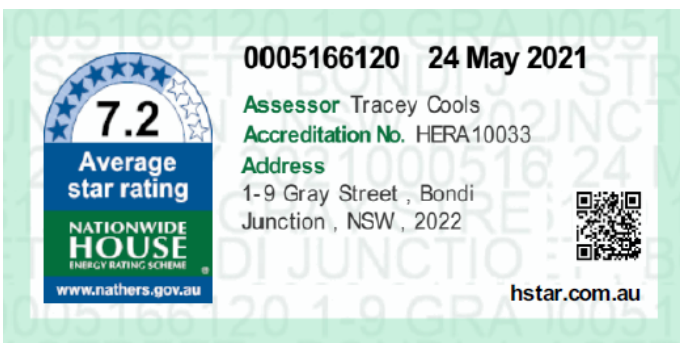 0005166120 24 May 2021
7.2
Average
star rating
NATIONWIDE
HOUSE
ENERGY RATING SCHEME
www.nathers.gov.au
Assessor Tracey Cools
Accreditation No. HERA10033
Address
1-9 Gray Street , Bondi
Junction , NSW , 2022
hstar.com.au